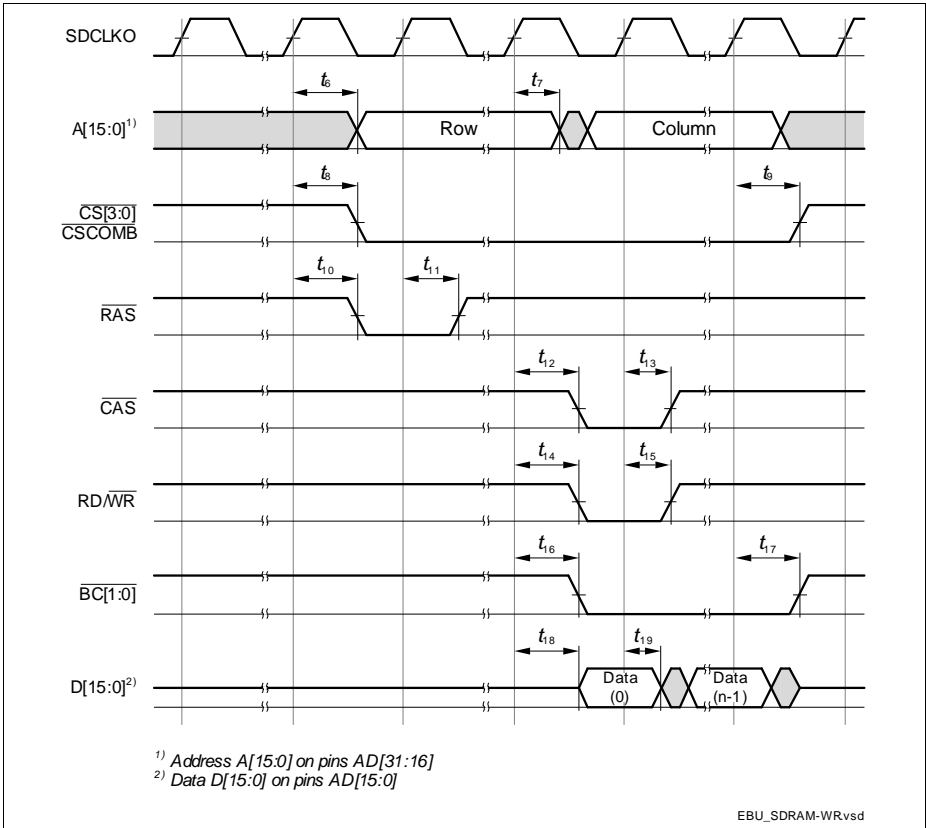 SDCLKO
t6
t7
A[15:0]1)
Row
Column
t8
t9
CS[3:0]
CSCOMB
t10
t11
RAS
t12
t13
CAS
t14
t15
RD/WR
t16
t17
BC[1:0]
t18
t19
D[15:0]2)
Data
(0)
Data
(n-1)
1) Address A[15:0] on pins AD[31:16]
2) Data D[15:0] on pins AD[15:0]
EBU_SDRAM-WR.vsd